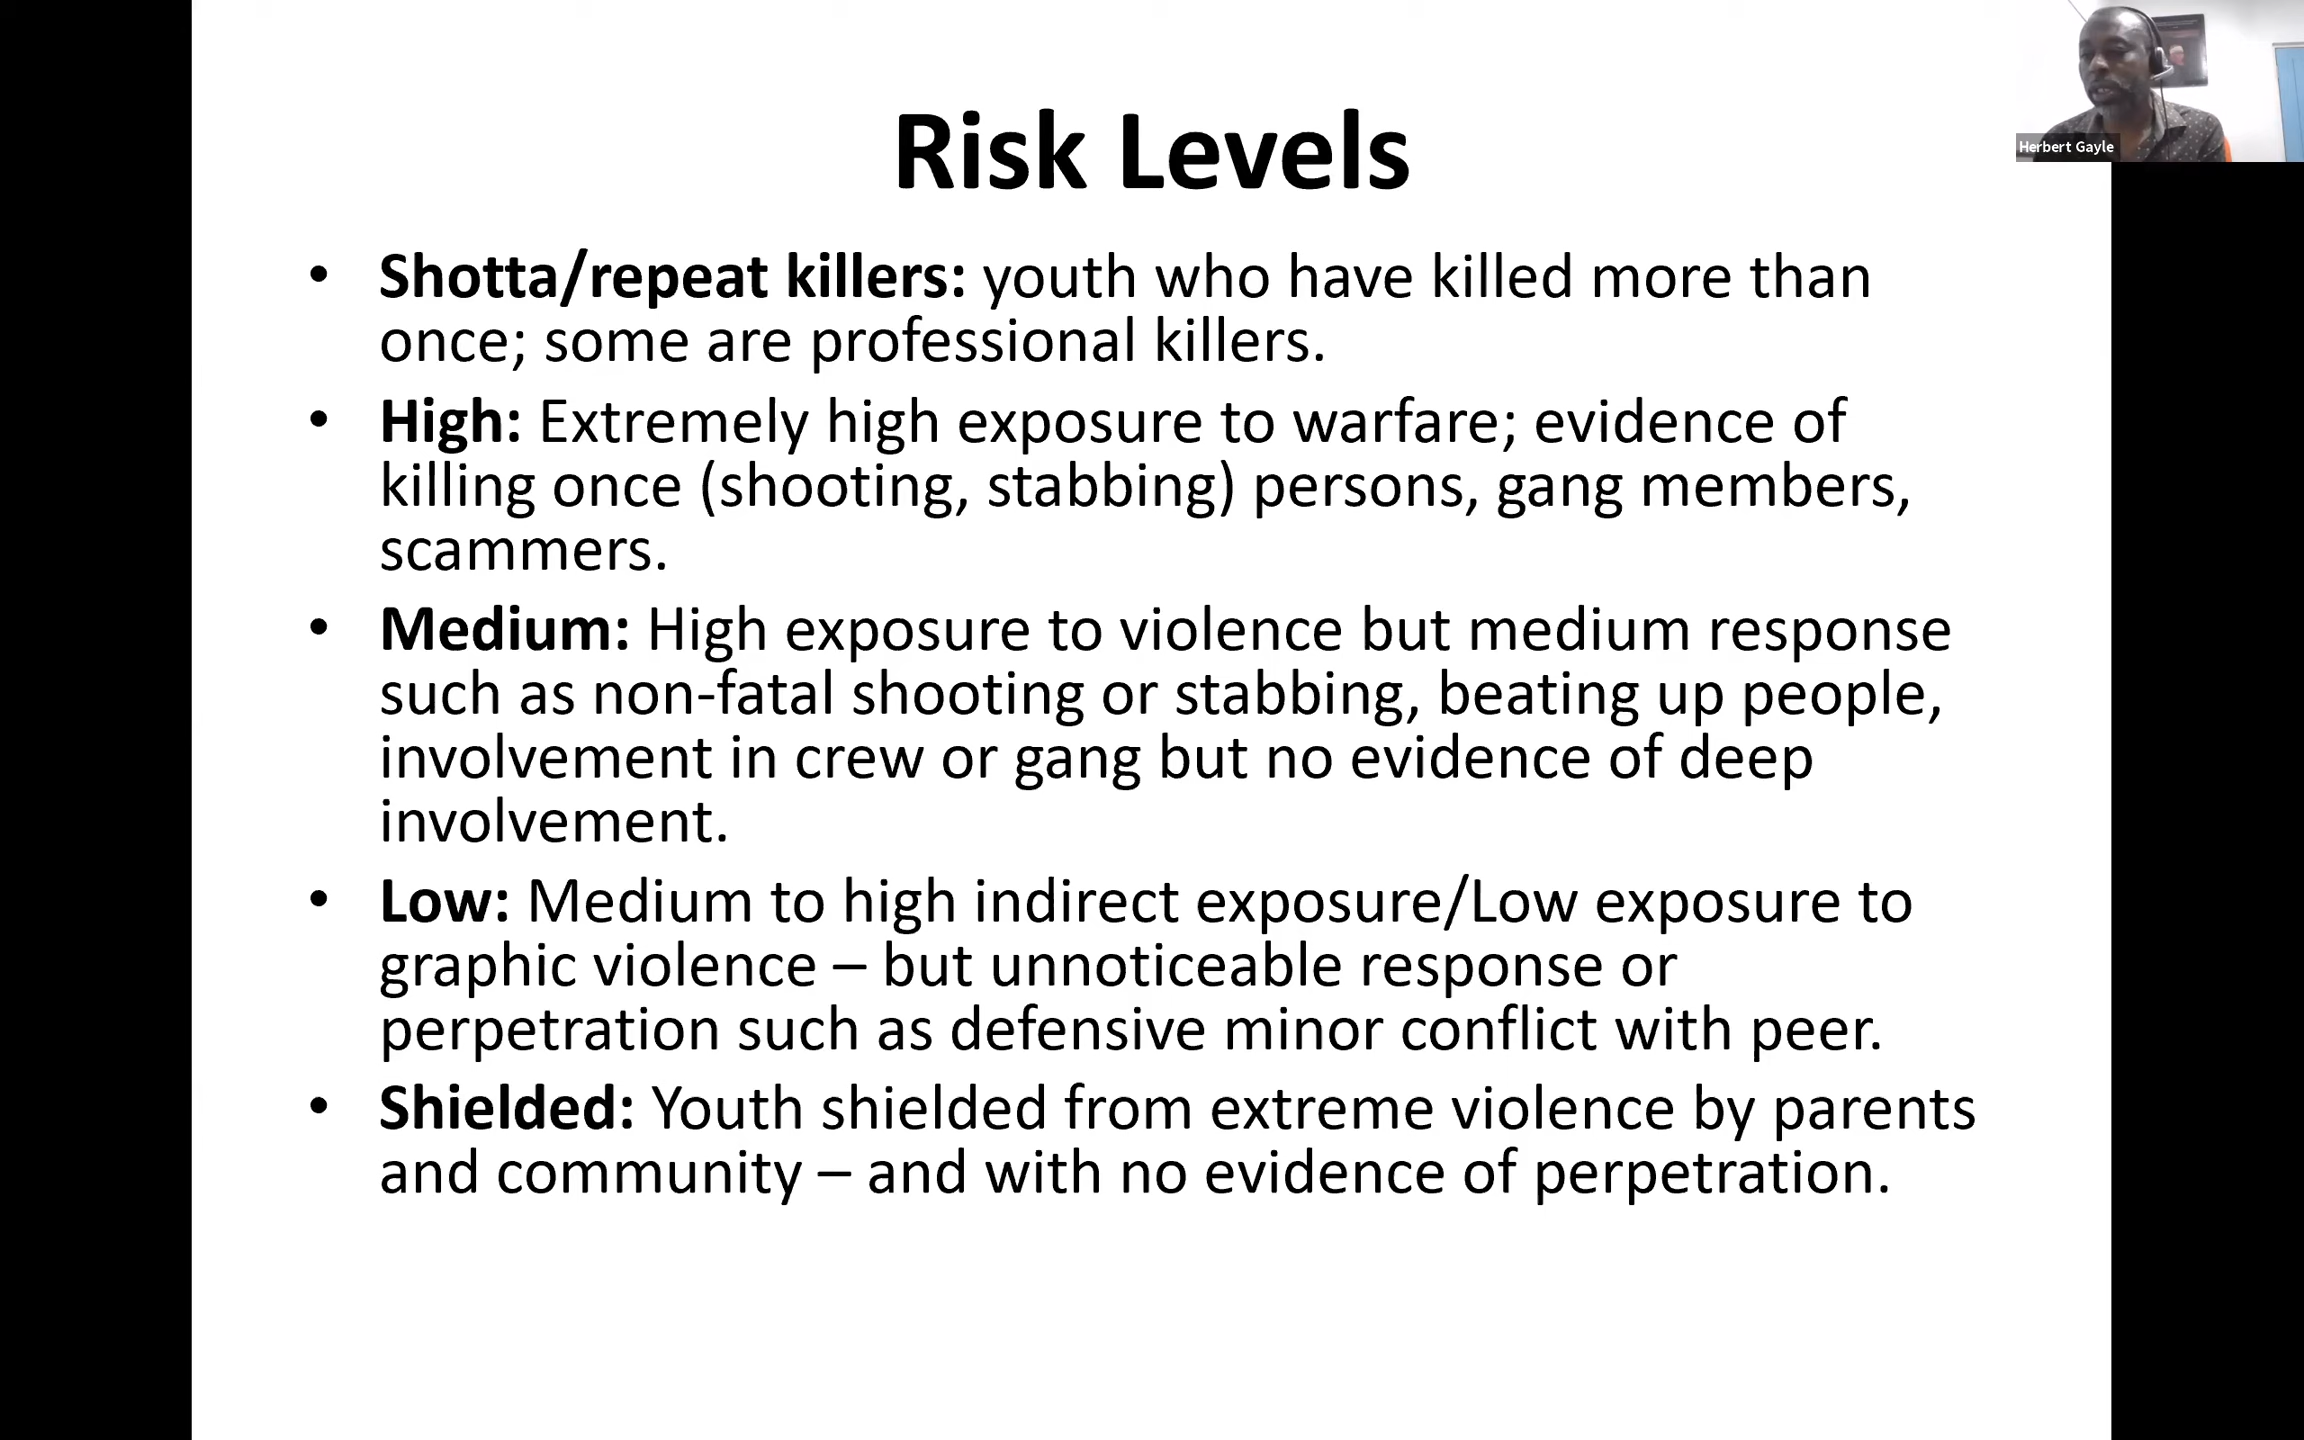 Risk Levels
Herbert Gayle
• Shotta/repeat killers: youth who have killed more than
once; some are professional killers.
• High: Extremely high exposure to warfare; evidence of
killing once (shooting, stabbing) persons, gang members,
scammers.
• Medium: High exposure to violence but medium response
such as non-fatal shooting or stabbing, beating up people,
involvement in crew or gang but no evidence of deep
involvement.
• Low: Medium to high indirect exposure/Low exposure to
graphic violence – but unnoticeable response or
perpetration such as defensive minor conflict with peer.
• Shielded: Youth shielded from extreme violence by parents
and community – and with no evidence of perpetration.